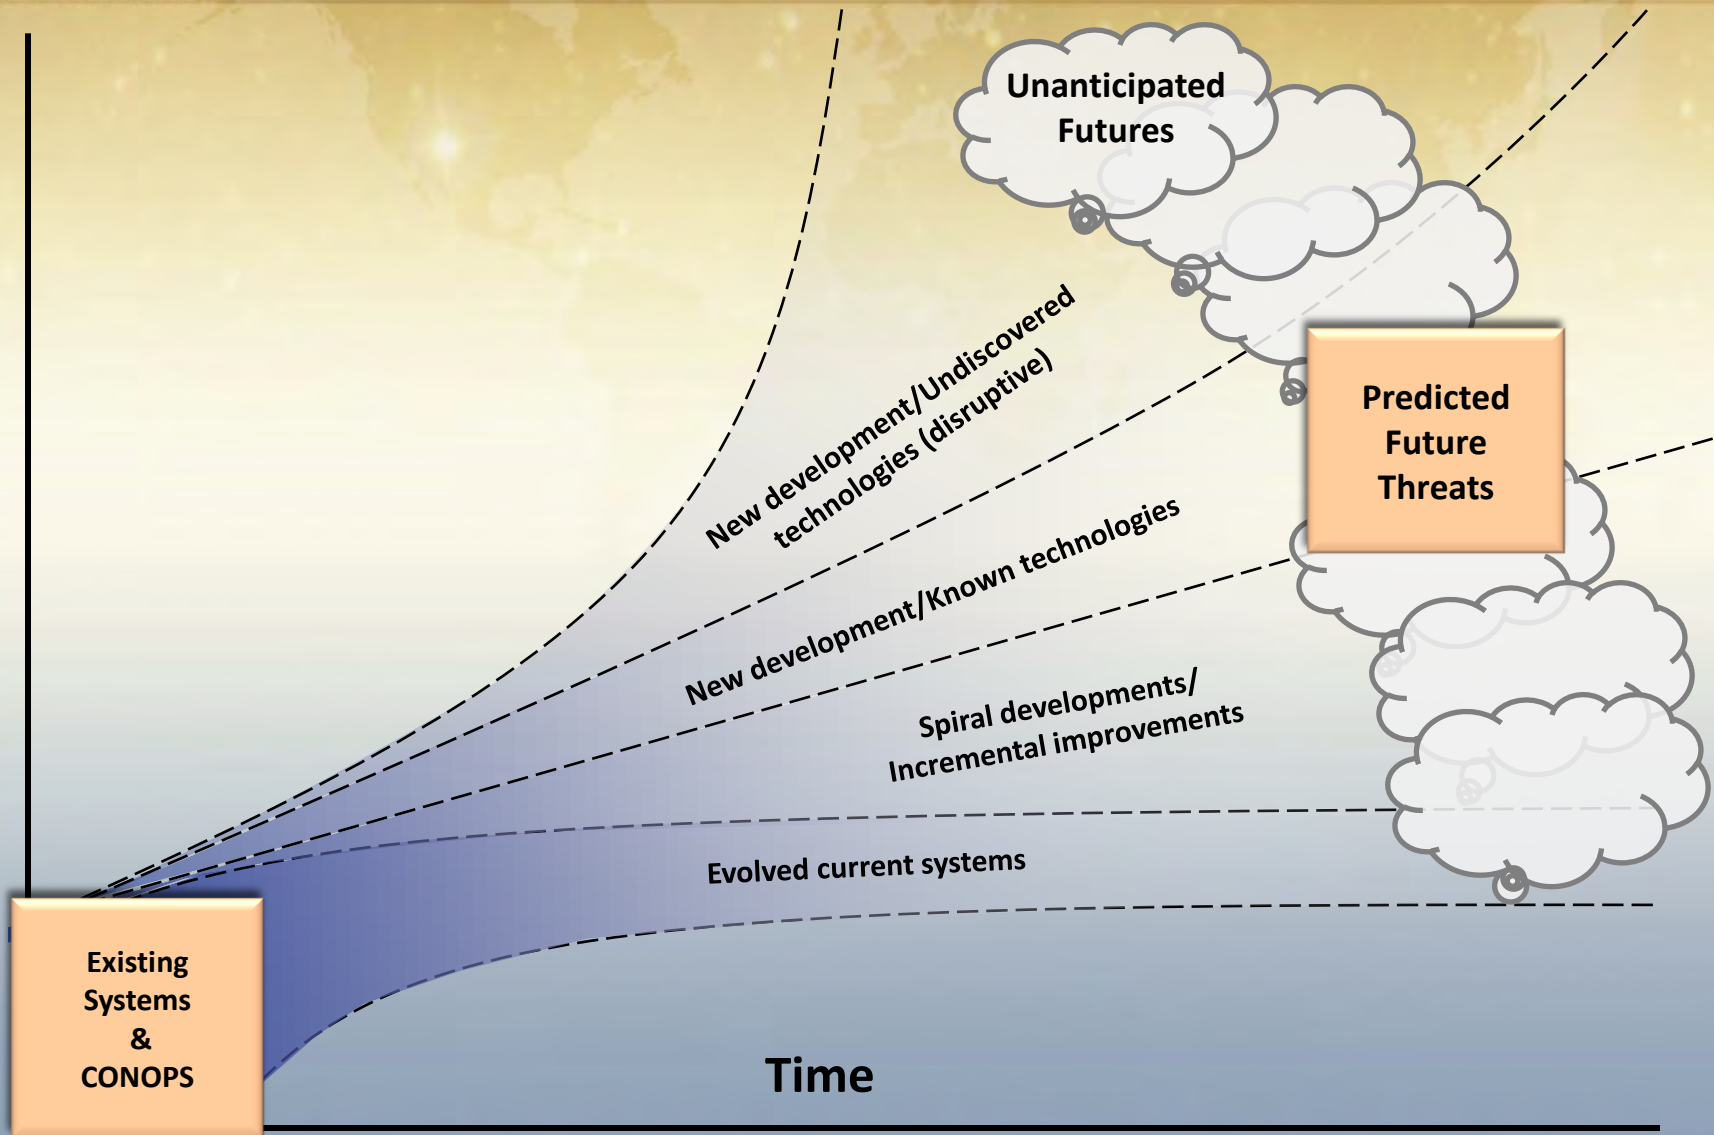 Unanticipated
Futures
New development/Undiscovered
technologies (disruptive)
Predicted
Future
Threats
New development/Known technologies
Spiral developments/
Incremental improvements
Evolved current systems
Existing
Systems
&
CONOPS
Time